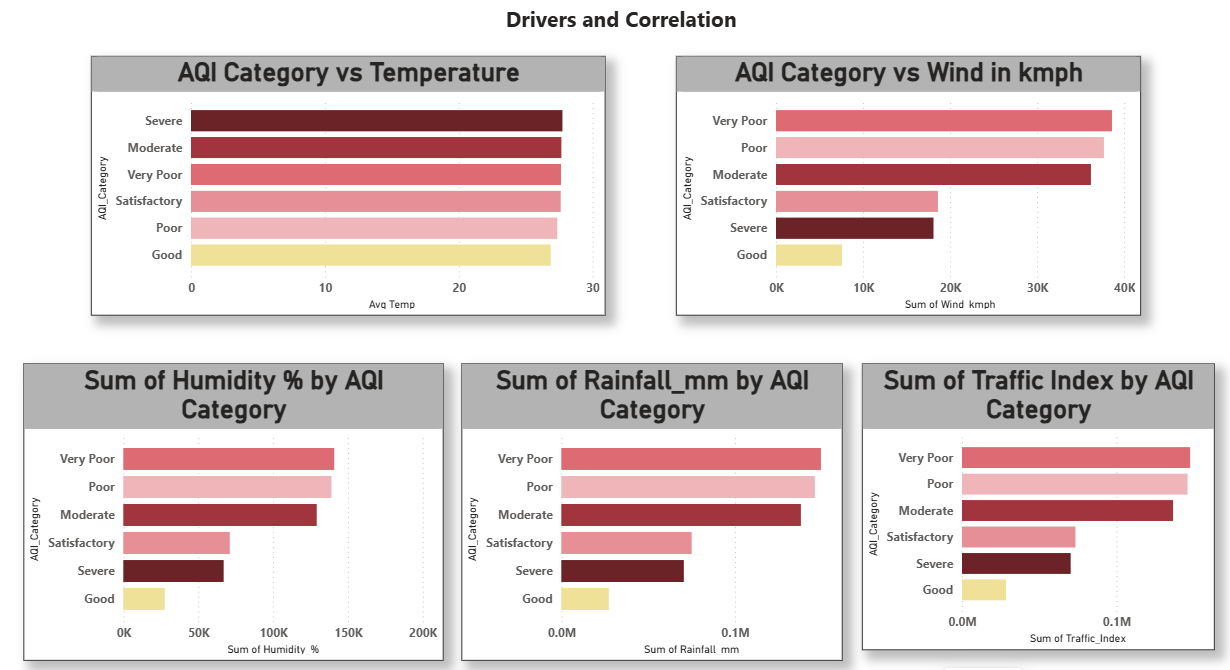 Drivers and Correlation
AQI Category vs Temperature
AQI_Category
Severe
Moderate
Very Poor
Satisfactory
Poor
Good
0 10 20 30
Avg Temp
AQI Category vs Wind in kmph
AQI_Category
Very Poor
Poor
Moderate
Satisfactory
Severe
Good
0K 10K 20K 30K 40K
Sum of Wind_kmph
Sum of Humidity % by AQI
Category
AQI_Category
Very Poor
Poor
Moderate
Satisfactory
Severe
Good
0K 50K 100K 150K 200K
Sum of Humidity_%
Sum of Rainfall_mm by AQI
Category
AQI_Category
Very Poor
Poor
Moderate
Satisfactory
Severe
Good
0.0M 0.1M
Sum of Rainfall_mm
Sum of Traffic Index by AQI
Category
AQI_Category
Very Poor
Poor
Moderate
Satisfactory
Severe
Good
0.0M 0.1M
Sum of Traffic_Index